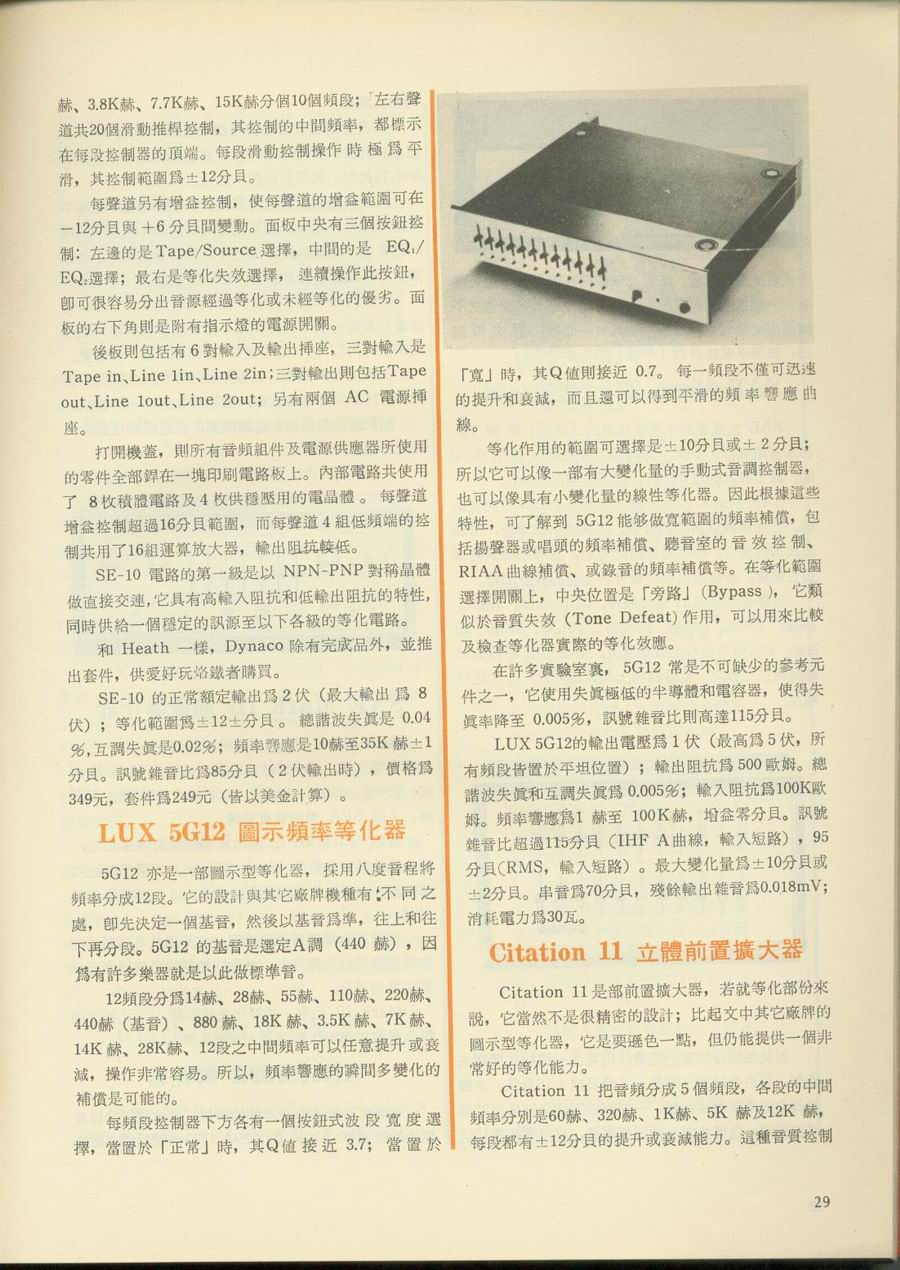 赫、3.8K赫、7.7K赫、15K赫分個10個頻段；左右聲
道共20個滑動推桿控制，其控制的中間頻率，都標示
在每段控制器的頂端。每段滑動控制操作時極爲平
滑，其控制範圍爲±12分貝。
每聲道另有增益控制，使每聲道的增益範圍可在
－12分貝與＋6分貝間變動。面板中央有三個按鈕控
制：左邊的是Tape/Source選擇，中間的是 EQ₁/
EQ₂選擇；最右是等化失效選擇， 連續操作此按鈕，
卽可很容易分出音源經過等化或未經等化的優劣。面
板的右下角則是附有指示燈的電源開關。
後板則包括有6對輸入及輸出揷座，三對輸入是
Tape in、Line 1in、Line 2in；三對輸出則包括Tape
out、Line 1out、Line 2out；另有兩個 AC 電源揷
座。
打開機蓋，則所有音頻組件及電源供應器所使用
的零件全部銲在一塊印刷電路板上。內部電路共使用
了 8枚積體電路及4枚供穩壓用的電晶體。 每聲道
增益控制超過16分貝範圍，而每聲道4組低頻端的控
制共用了16組運算放大器，輸出阻抗較低。
SE-10 電路的第一級是以 NPN-PNP對稱晶體
做直接交連，它具有高輸入阻抗和低輸出阻抗的特性，
同時供給一個穩定的訊源至以下各級的等化電路。
和 Heath 一樣，Dynaco 除有完成品外，並推
出套件，供愛好玩烙鐵者購買。
SE-10 的正常額定輸出爲2伏（最大輸出爲 8
伏）；等化範圍爲±12±分貝。 總諧波失眞是 0.04
％，互調失眞是0.02％；頻率響應是10赫至35K赫±1
分貝。訊號雜音比爲85分貝（2伏輸出時），價格爲
349元，套件爲249元（皆以美金計算）。
LUX 5G12 圖示頻率等化器
5G12 亦是一部圖示型等化器， 採用八度音程將
頻率分成12段。它的設計與其它廠牌機種有不同之
處，卽先決定一個基音，然後以基音爲準，往上和往
下再分段。5G12 的基音是選定A調（440 赫），因
爲有許多樂器就是以此做標準音。
12頻段分爲14赫、28赫、55赫、110赫、220赫、
440赫（基音）、880 赫、18K 赫、3.5K 赫、7K 赫、
14K 赫、28K赫、12段之中間頻率可以任意提升或衰
減，操作非常容易。所以，頻率響應的瞬間多變化的
補償是可能的。
每頻段控制器下方各有一個按鈕式波段寬度選
擇，當置於「正常」時，其Q値接近 3.7；當置於
「寬」時，其Q値則接近 0.7。 每一頻段不僅可迅速
的提升和衰減，而且還可以得到平滑的頻率響應曲
線。
等化作用的範圍可選擇是±10分貝或±2分貝；
所以它可以像一部有大變化量的手動式音調控制器，
也可以像具有小變化量的線性等化器。因此根據這些
特性，可了解到 5G12能够做寬範圍的頻率補償，包
括揚聲器或唱頭的頻率補償、聽音室的音效控制、
RIAA曲線補償、或錄音的頻率補償等。在等化範圍
選擇開關上，中央位置是「旁路」(Bypass)， 它類
似於音質失效 (Tone Defeat) 作用，可以用來比較
及檢查等化器實際的等化效應。
在許多實驗室裏， 5G12 常是不可缺少的參考元
件之一，它使用失眞極低的半導體和電容器，使得失
眞率降至 0.005％，訊號雜音比則高達115分貝。
LUX 5G12的輸出電壓爲1伏（最高爲5伏，所
有頻段皆置於平坦位置）；輸出阻抗爲 500 歐姆。總
諧波失眞和互調失眞爲 0.005％；輸入阻抗爲100K歐
姆。頻率響應爲1 赫至 100K赫，增益零分貝。訊號
雜音比超過115分貝（IHF A曲線，輸入短路），95
分貝(RMS，輸入短路）。最大變化量爲±10分貝或
±2分貝。串音爲70分貝，殘餘輸出雜音爲0.018mV；
消耗電力爲30瓦。
Citation 11 立體前置擴大器
Citation 11是部前置擴大器，若就等化部份來
說，它當然不是很精密的設計；比起文中其它廠牌的
圖示型等化器，它是要遜色一點，但仍能提供一個非
常好的等化能力。
Citation 11 把音頻分成5個頻段，各段的中間
頻率分別是60赫、320赫、1K赫、5K 赫及12K 赫，
每段都有±12分貝的提升或衰減能力。這種音質控制
29